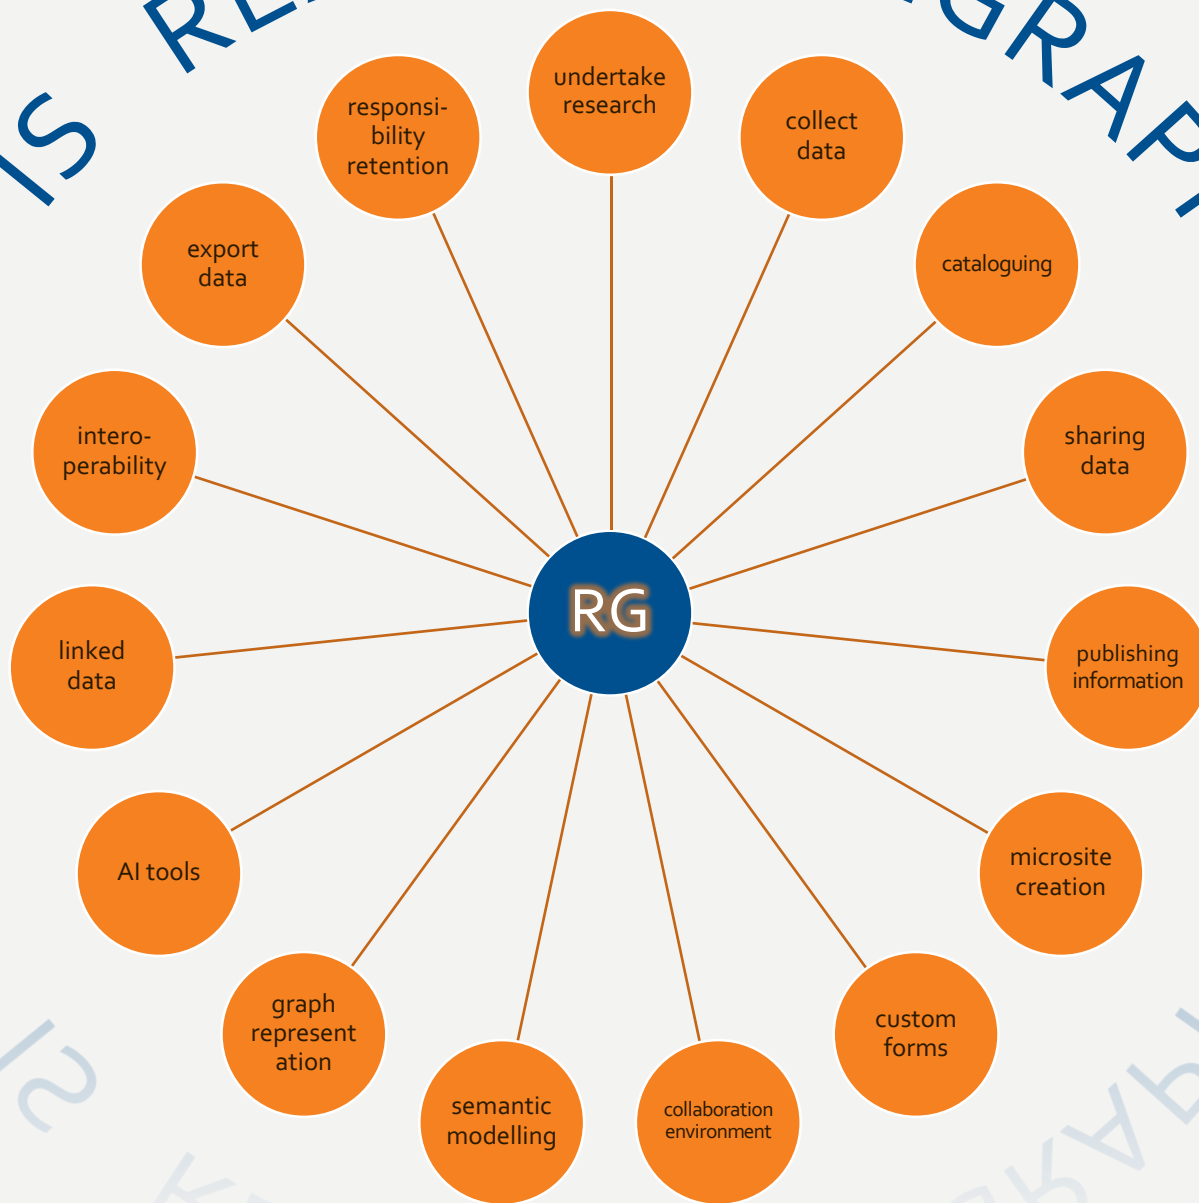 IS
undertake
research
collect
data
cataloguing
sharing
data
publishing
information
microsite
creation
custom
forms
collaboration
environment
semantic
modelling
graph
represent
ation
AI tools
linked
data
intero-
perability
export
data
responsi-
bility
retention
RG